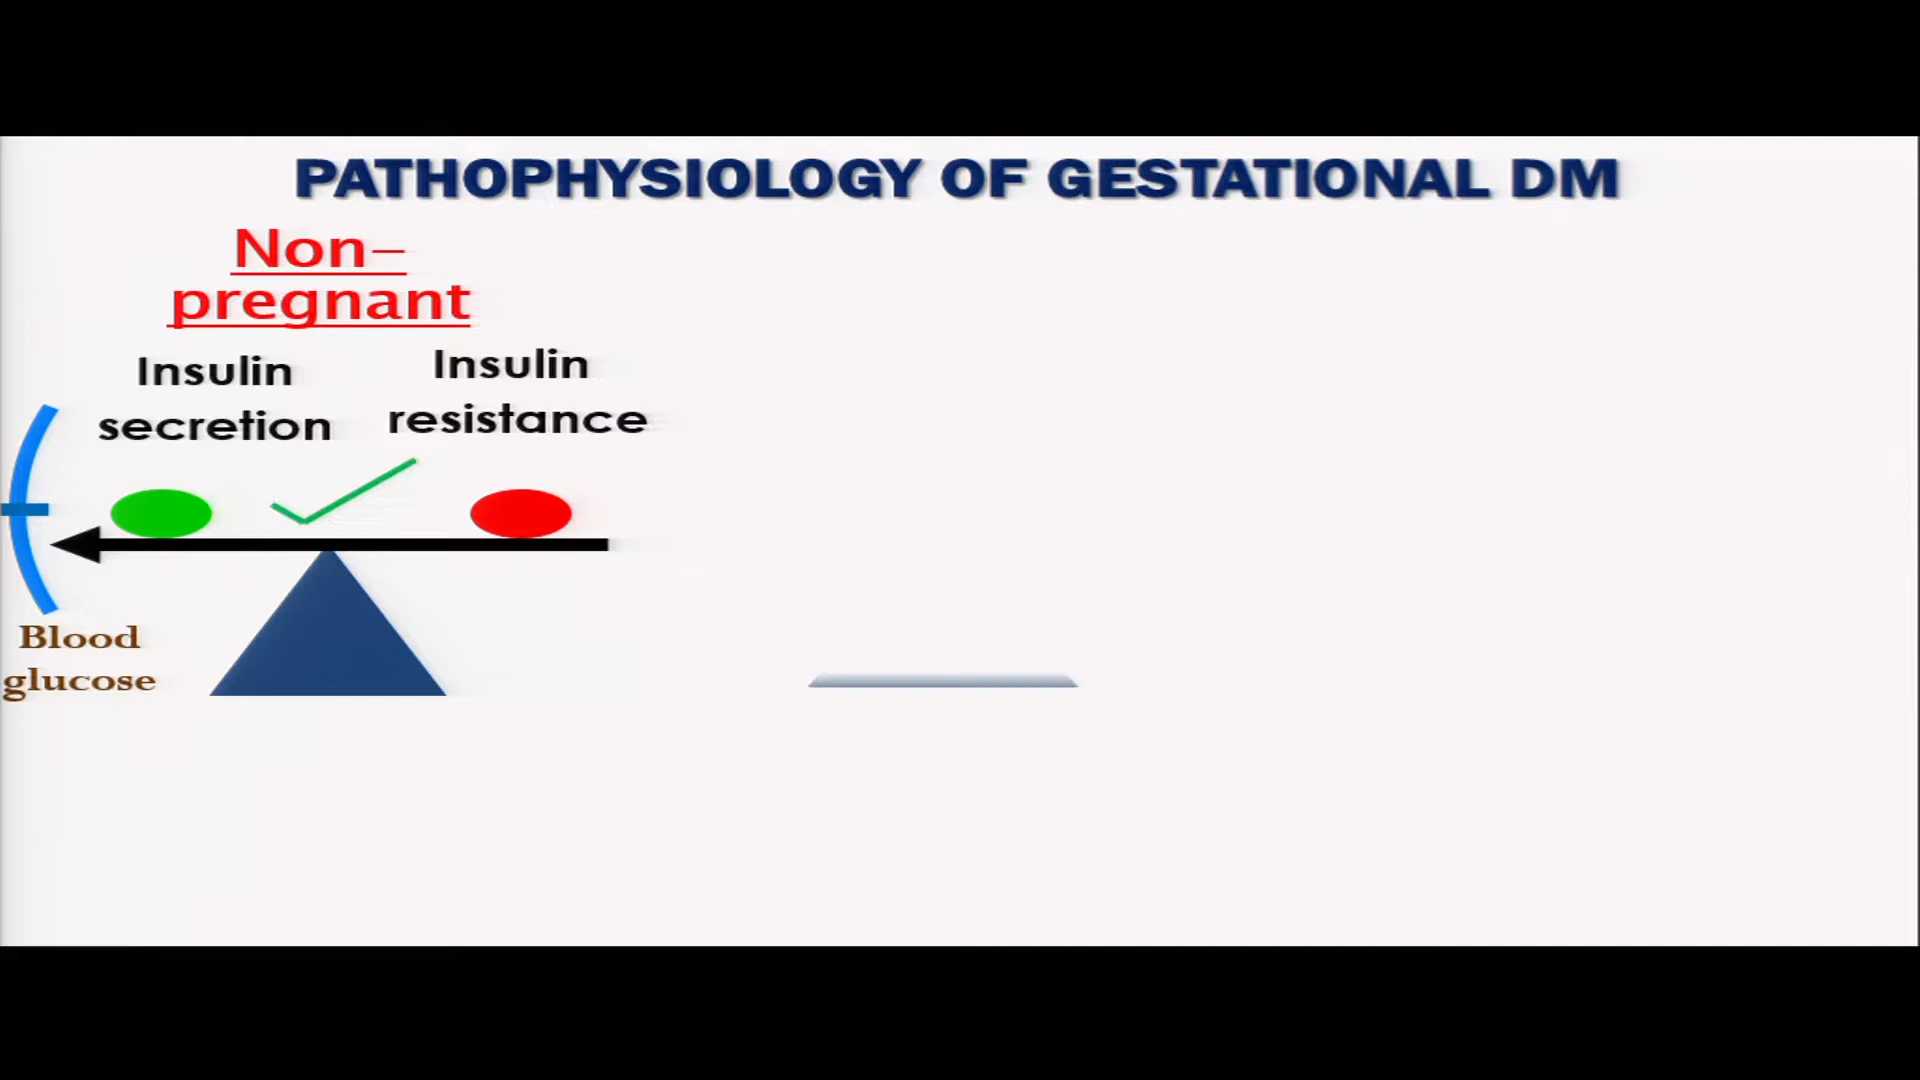 PATHOPHYSIOLOGY OF GESTATIONAL DM
Non-
pregnant
Insulin
secretion
Insulin
resistance
Blood
glucose